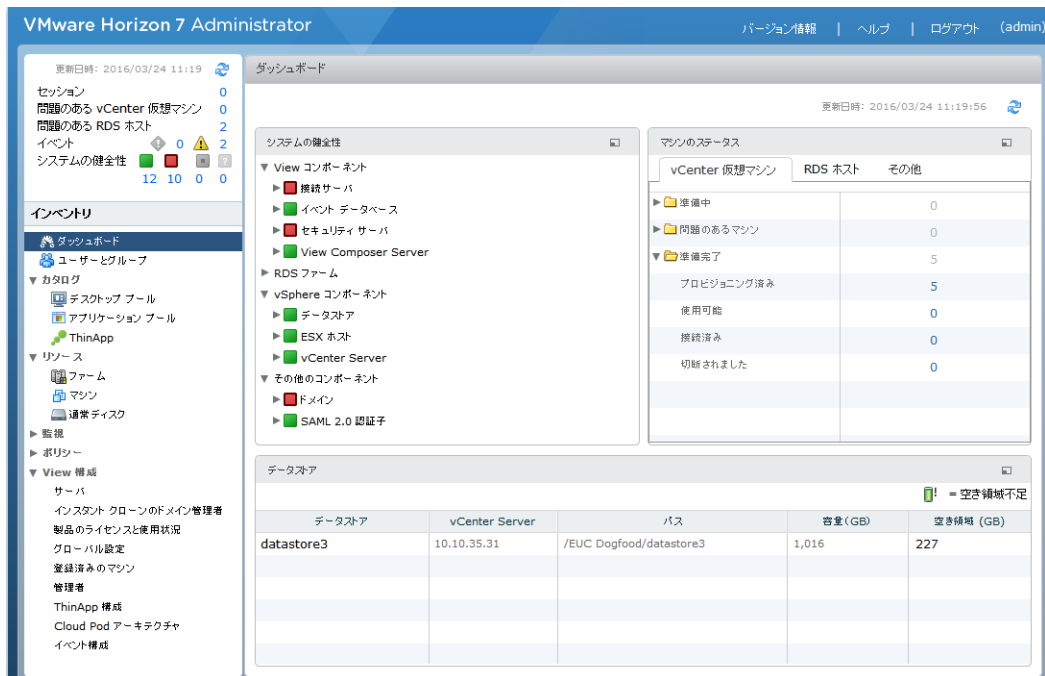 VMware Horizon 7 Administrator
バージョン情報 | ヘルプ | ログアウト (admin)
更新日時: 2016/03/24 11:19
セッション 0
問題のある vCenter 仮想マシン 0
問題のある RDS ホスト 2
イベント 0 2
システムの健全性
12 10 0 0
インベントリ
ダッシュボード
ユーザーとグループ
カタログ
デスクトップ プール
アプリケーション プール
ThinApp
リソース
ファーム
マシン
通常ディスク
監視
ポリシー
View 構成
サーバ
インスタント クローンのドメイン管理者
製品のライセンスと使用状況
グローバル設定
登録済みのマシン
管理者
ThinApp 構成
Cloud Pod アーキテクチャ
イベント構成
ダッシュボード
更新日時: 2016/03/24 11:19:56
システムの健全性
View コンポーネント
接続サーバ
イベント データベース
セキュリティ サーバ
View Composer Server
RDS ファーム
vSphere コンポーネント
データストア
ESX ホスト
vCenter Server
その他のコンポーネント
ドメイン
SAML 2.0 認証子
マシンのステータス
vCenter 仮想マシン RDS ホスト その他
準備中 0
問題のあるマシン 0
準備完了 5
プロビジョニング済み 5
使用可能 0
接続済み 0
切断されました 0
データストア
! = 空き領域不足
データストア vCenter Server パス 容量(GB) 空き領域 (GB)
datastore3 10.10.35.31 /EUC Dogfood/datastore3 1,016 227